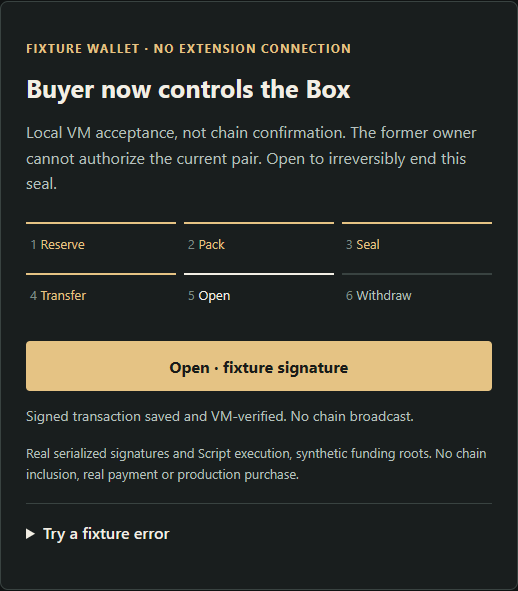 FIXTURE WALLET · NO EXTENSION CONNECTION
Buyer now controls the Box
Local VM acceptance, not chain confirmation. The former owner
cannot authorize the current pair. Open to irreversibly end this
seal.
1 Reserve
2 Pack
3 Seal
4 Transfer
5 Open
6 Withdraw
Open · fixture signature
Signed transaction saved and VM-verified. No chain broadcast.
Real serialized signatures and Script execution, synthetic funding roots. No chain
inclusion, real payment or production purchase.
Try a fixture error